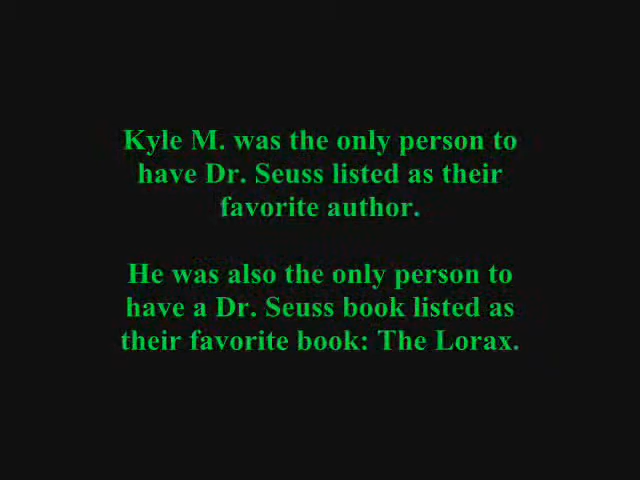 Kyle M. was the only person to
have Dr. Seuss listed as their
favorite author.
He was also the only person to
have a Dr. Seuss book listed as
their favorite book: The Lorax.